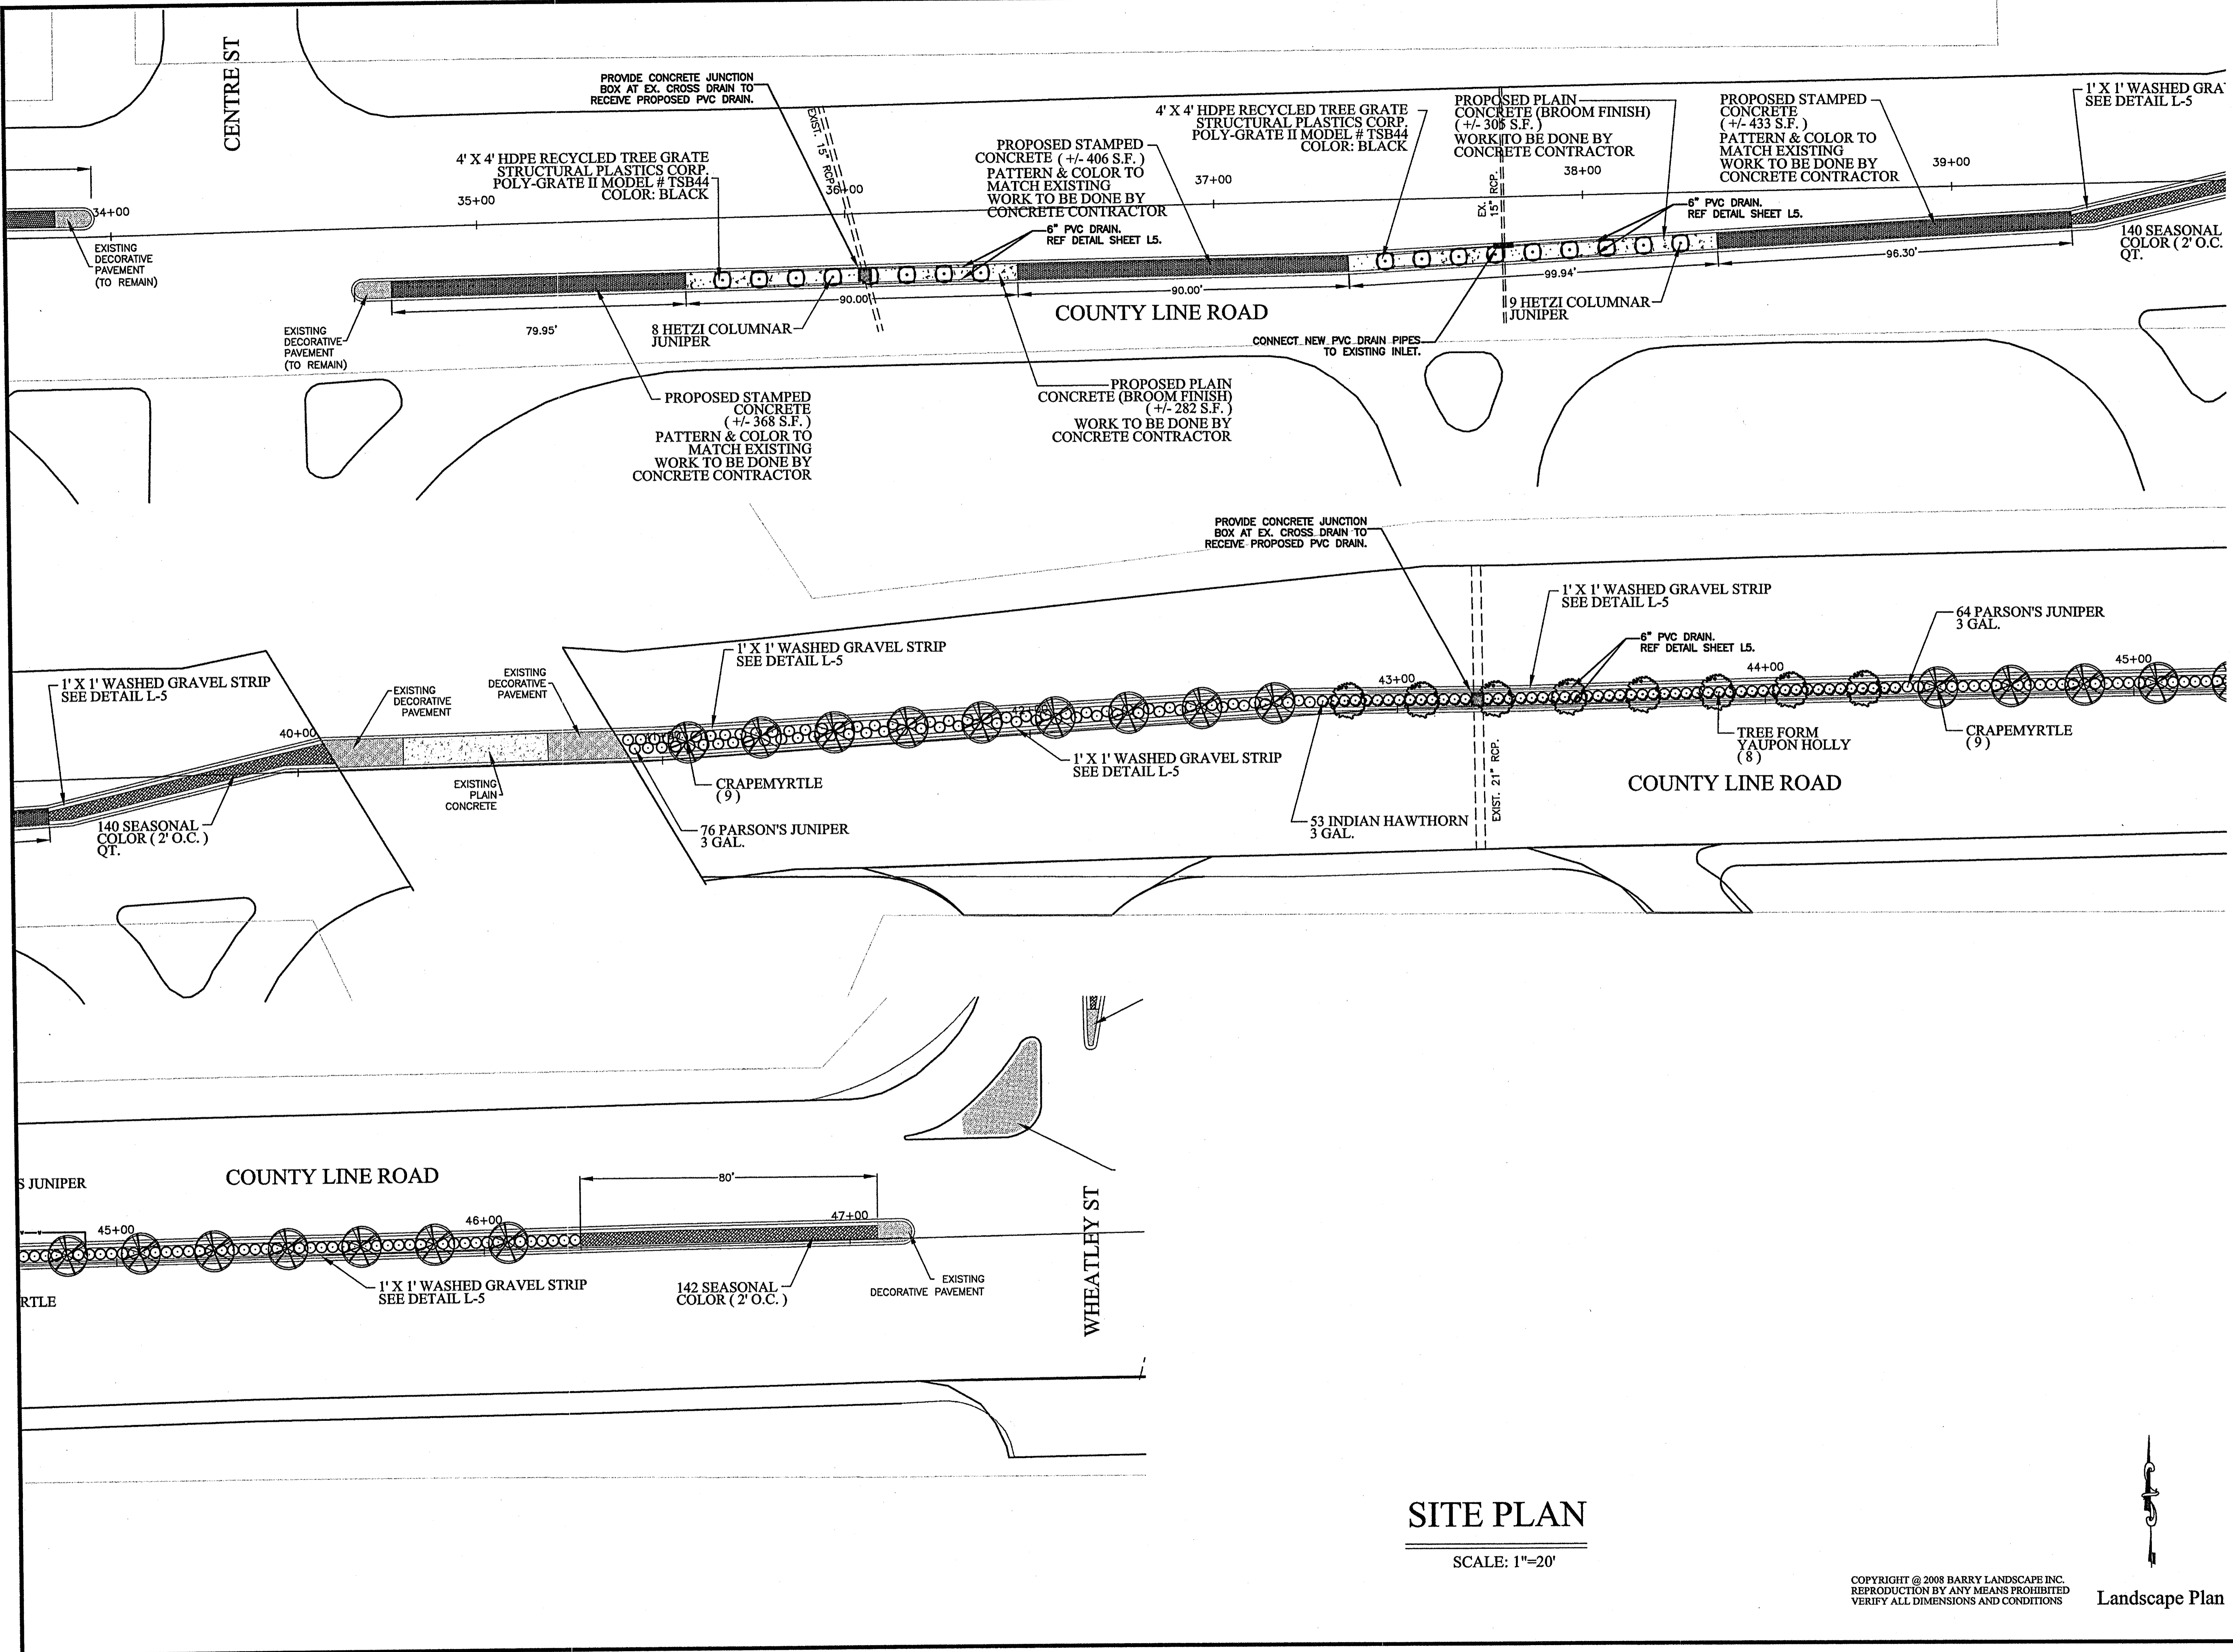 CENTRE ST
PROVIDE CONCRETE JUNCTION
BOX AT EX. CROSS DRAIN TO
RECEIVE PROPOSED PVC DRAIN.
EXIST. 15" RCP.
4' X 4' HDPE RECYCLED TREE GRATE
STRUCTURAL PLASTICS CORP.
POLY-GRATE II MODEL # TSB44
COLOR: BLACK
PROPOSED STAMPED
CONCRETE ( +/- 406 S.F. )
PATTERN & COLOR TO
MATCH EXISTING
WORK TO BE DONE BY
CONCRETE CONTRACTOR
4' X 4' HDPE RECYCLED TREE GRATE
STRUCTURAL PLASTICS CORP.
POLY-GRATE II MODEL # TSB44
COLOR: BLACK
PROPOSED PLAIN
CONCRETE (BROOM FINISH)
( +/- 305 S.F. )
WORK TO BE DONE BY
CONCRETE CONTRACTOR
PROPOSED STAMPED
CONCRETE
( +/- 433 S.F. )
PATTERN & COLOR TO
MATCH EXISTING
WORK TO BE DONE BY
CONCRETE CONTRACTOR
1' X 1' WASHED GRA
SEE DETAIL L-5
34+00
35+00
36+00
37+00
38+00
39+00
EX. 15" RCP.
6" PVC DRAIN.
REF DETAIL SHEET L5.
6" PVC DRAIN.
REF DETAIL SHEET L5.
140 SEASONAL
COLOR ( 2' O.C.
QT.
EXISTING
DECORATIVE
PAVEMENT
(TO REMAIN)
EXISTING
DECORATIVE
PAVEMENT
(TO REMAIN)
79.95'
90.00'
90.00'
99.94'
96.30'
8 HETZI COLUMNAR
JUNIPER
COUNTY LINE ROAD
9 HETZI COLUMNAR
JUNIPER
CONNECT NEW PVC DRAIN PIPES
TO EXISTING INLET.
PROPOSED STAMPED
CONCRETE
( +/- 368 S.F. )
PATTERN & COLOR TO
MATCH EXISTING
WORK TO BE DONE BY
CONCRETE CONTRACTOR
PROPOSED PLAIN
CONCRETE (BROOM FINISH)
( +/- 282 S.F. )
WORK TO BE DONE BY
CONCRETE CONTRACTOR
PROVIDE CONCRETE JUNCTION
BOX AT EX. CROSS DRAIN TO
RECEIVE PROPOSED PVC DRAIN.
1' X 1' WASHED GRAVEL STRIP
SEE DETAIL L-5
EXISTING
DECORATIVE
PAVEMENT
EXISTING
DECORATIVE
PAVEMENT
1' X 1' WASHED GRAVEL STRIP
SEE DETAIL L-5
1' X 1' WASHED GRAVEL STRIP
SEE DETAIL L-5
6" PVC DRAIN.
REF DETAIL SHEET L5.
64 PARSON'S JUNIPER
3 GAL.
40+00
43+00
44+00
45+00
140 SEASONAL
COLOR ( 2' O.C. )
QT.
EXISTING
PLAIN
CONCRETE
CRAPEMYRTLE
( 9 )
76 PARSON'S JUNIPER
3 GAL.
1' X 1' WASHED GRAVEL STRIP
SEE DETAIL L-5
53 INDIAN HAWTHORN
3 GAL.
EXIST. 21" RCP.
TREE FORM
YAUPON HOLLY
( 8 )
CRAPEMYRTLE
( 9 )
COUNTY LINE ROAD
S JUNIPER
COUNTY LINE ROAD
80'
45+00
46+00
47+00
RTLE
1' X 1' WASHED GRAVEL STRIP
SEE DETAIL L-5
142 SEASONAL
COLOR ( 2' O.C. )
EXISTING
DECORATIVE PAVEMENT
WHEATLEY ST
SITE PLAN
SCALE: 1"=20'
COPYRIGHT @ 2008 BARRY LANDSCAPE INC.
REPRODUCTION BY ANY MEANS PROHIBITED
VERIFY ALL DIMENSIONS AND CONDITIONS
Landscape Plan